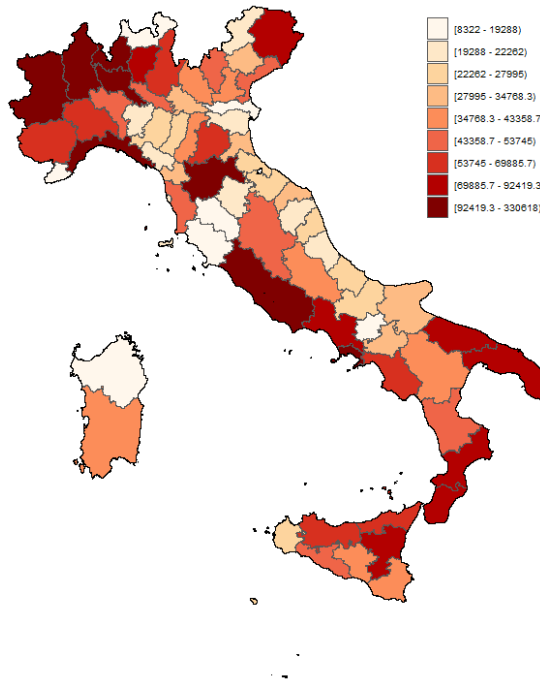 [8322 - 19288]
[19288 - 22262]
[22262 - 27995]
[27995 - 34768.3]
[34768.3 - 43358.7
[43358.7 - 53745]
[53745 - 69885.7]
[69885.7 - 92419.3
[92419.3 - 330618]